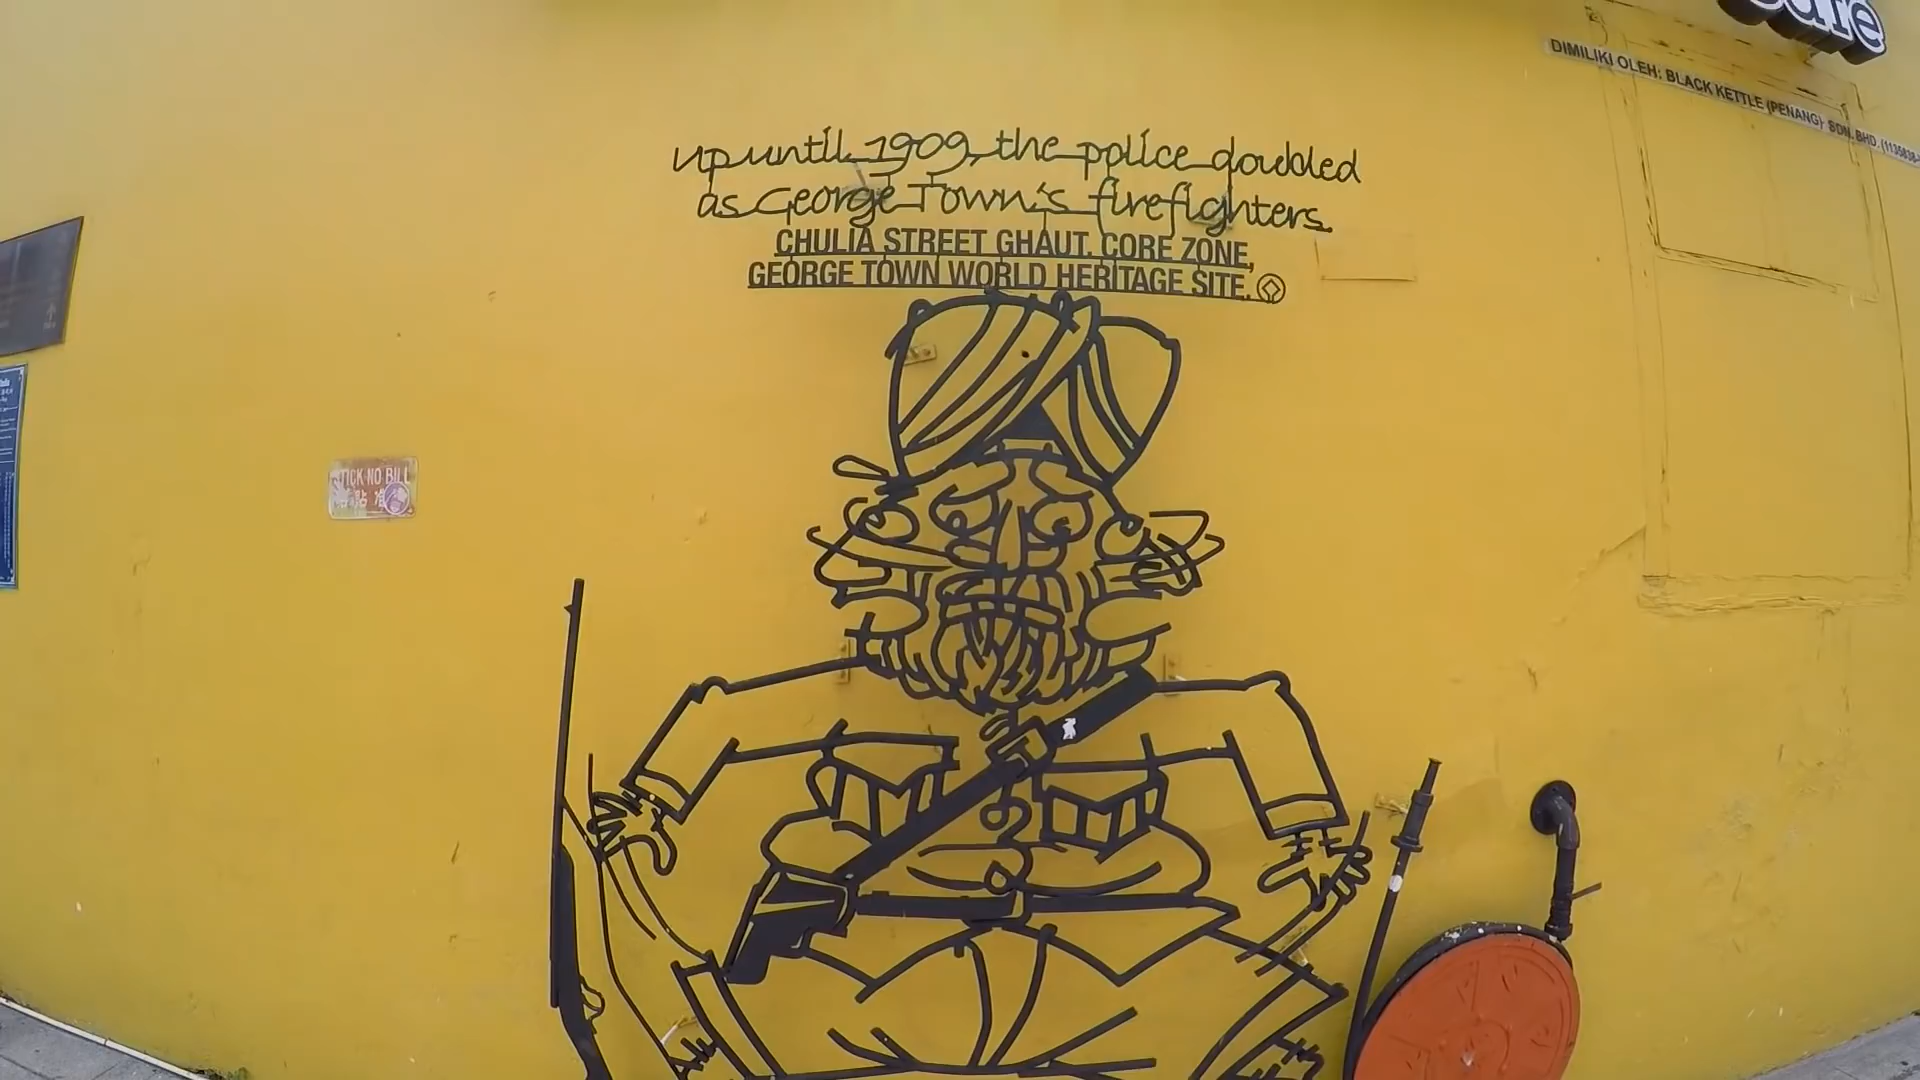 up until 1909, the police doubled
as George Town's firefighters.
CHULIA STREET GHAUT, CORE ZONE,
GEORGE TOWN WORLD HERITAGE SITE.
DIMILIKI OLEH: BLACK KETTLE (PENANG) SDN. BHD. (1135838-
STICK NO BILL